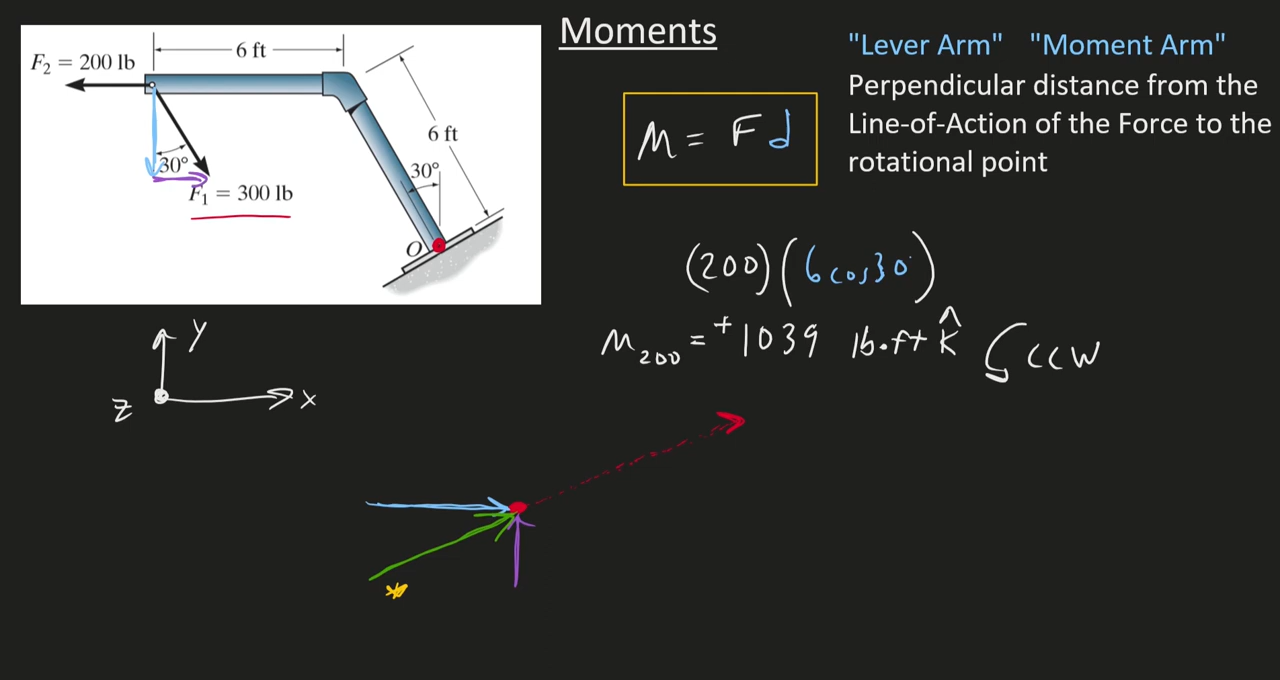 Moments
"Lever Arm" "Moment Arm"
Perpendicular distance from the
Line-of-Action of the Force to the
rotational point
M = Fd
F₂ = 200 lb
6 ft
6 ft
30°
30°
F₁ = 300 lb
O
(200)(6cos30°)
M₂₀₀ = +1039 lb·ft k̂ CCW
y
z
x